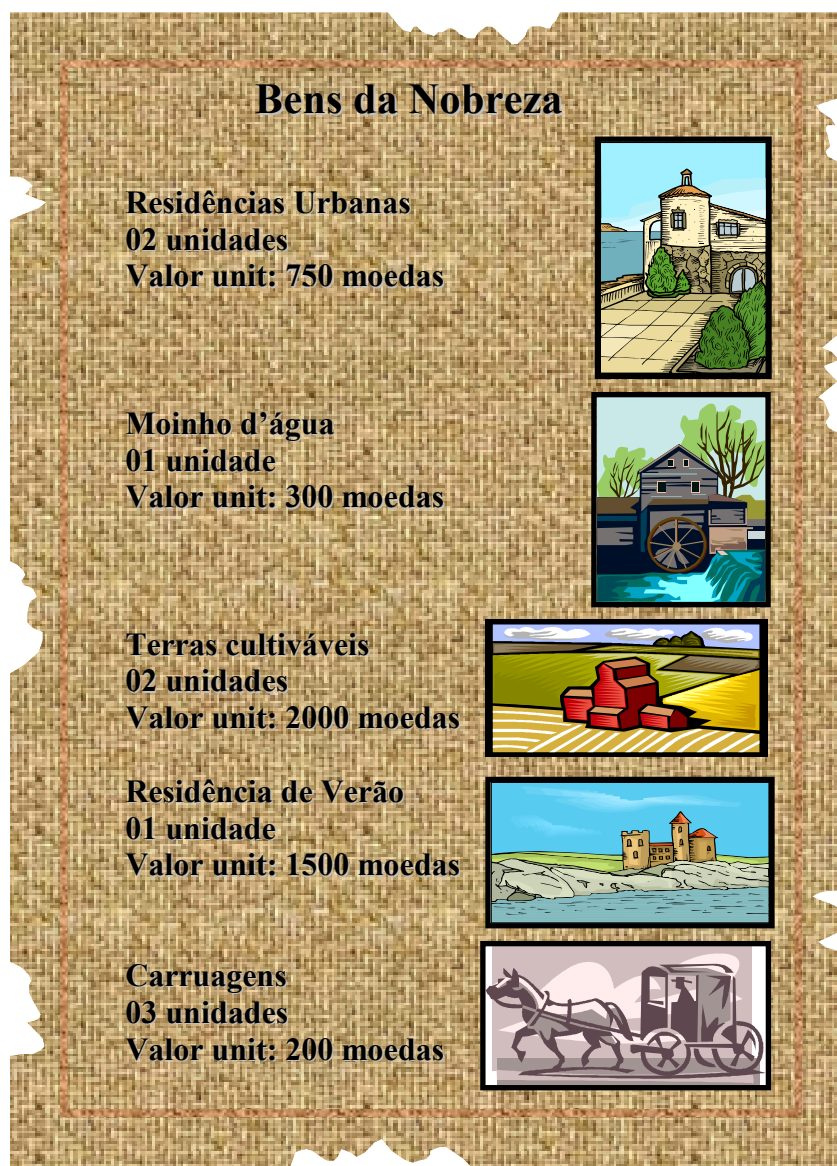 Bens da Nobreza
Residências Urbanas
02 unidades
Valor unit: 750 moedas
Moinho d’água
01 unidade
Valor unit: 300 moedas
Terras cultiváveis
02 unidades
Valor unit: 2000 moedas
Residência de Verão
01 unidade
Valor unit: 1500 moedas
Carruagens
03 unidades
Valor unit: 200 moedas